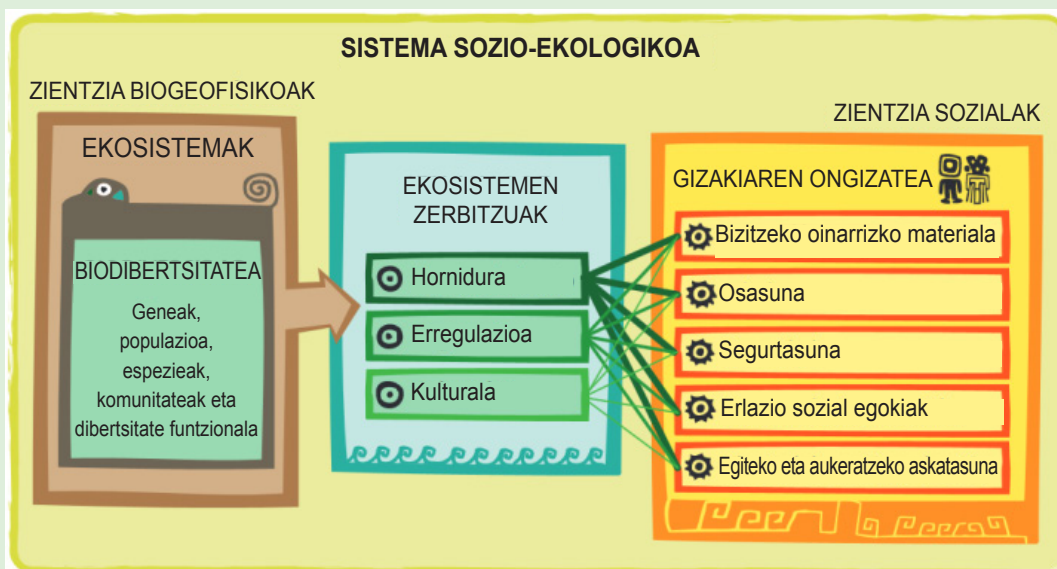 SISTEMA SOZIO-EKOLOGIKOA
ZIENTZIA BIOGEOFISIKOAK
EKOSISTEMAK
BIODIBERTSITATEA
Geneak,
populazioa,
espezieak,
komunitateak eta
dibertsitate funtzionala
EKOSISTEMEN
ZERBITZUAK
Hornidura
Erregulazioa
Kulturala
ZIENTZIA SOZIALAK
GIZAKIAREN ONGIZATEA
Bizitzeko oinarrizko materiala
Osasuna
Segurtasuna
Erlazio sozial egokiak
Egiteko eta aukeratzeko askatasuna